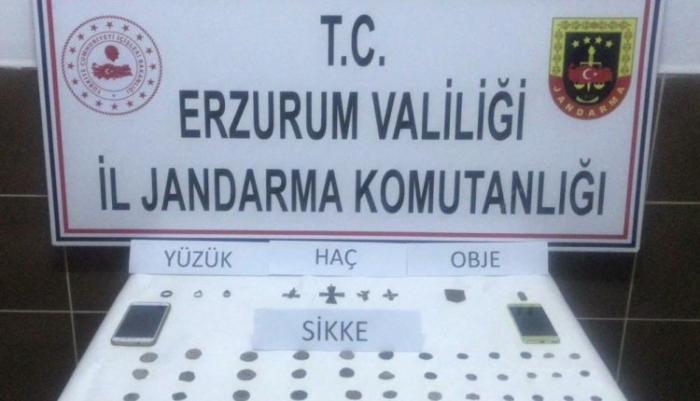 T.C.
ERZURUM VALİLİĞİ
İL JANDARMA KOMUTANLIĞI
JANDARMA
YÜZÜK
HAÇ
OBJE
SİKKE